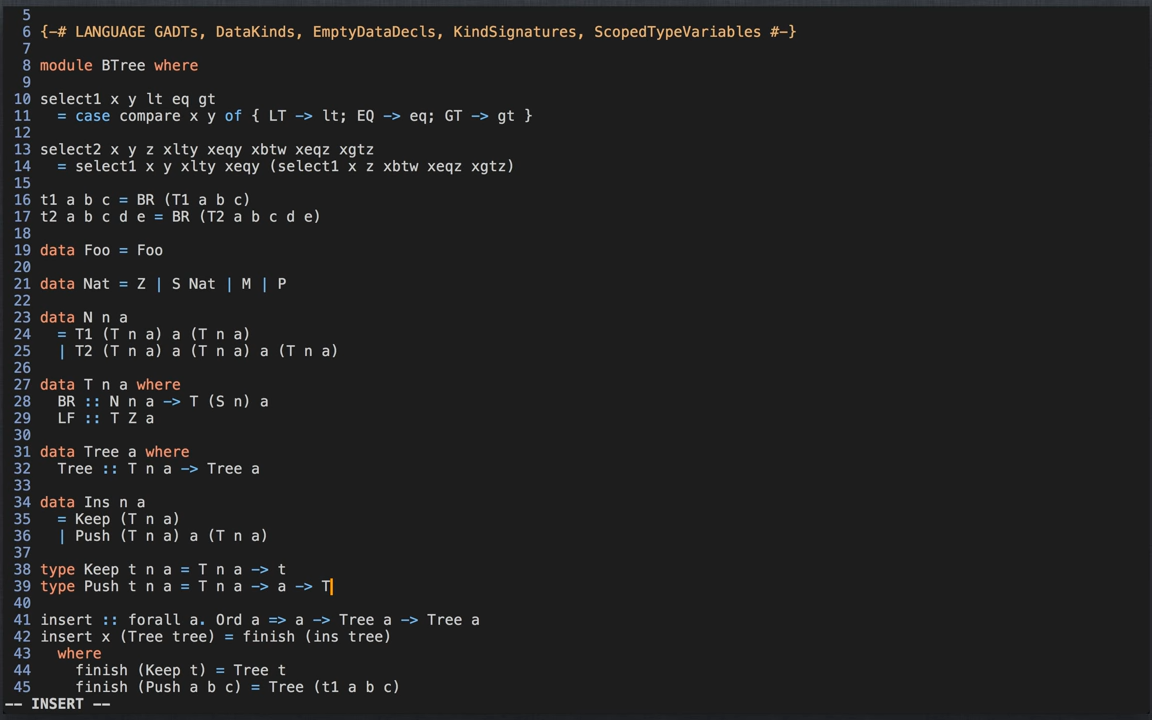 5
6 {-# LANGUAGE GADTs, DataKinds, EmptyDataDecls, KindSignatures, ScopedTypeVariables #-}
7
8 module BTree where
9
10 select1 x y lt eq gt
11   = case compare x y of { LT -> lt; EQ -> eq; GT -> gt }
12
13 select2 x y z xlty xeqy xbtw xeqz xgtz
14   = select1 x y xlty xeqy (select1 x z xbtw xeqz xgtz)
15
16 t1 a b c = BR (T1 a b c)
17 t2 a b c d e = BR (T2 a b c d e)
18
19 data Foo = Foo
20
21 data Nat = Z | S Nat | M | P
22
23 data N n a
24   = T1 (T n a) a (T n a)
25   | T2 (T n a) a (T n a) a (T n a)
26
27 data T n a where
28   BR :: N n a -> T (S n) a
29   LF :: T Z a
30
31 data Tree a where
32   Tree :: T n a -> Tree a
33
34 data Ins n a
35   = Keep (T n a)
36   | Push (T n a) a (T n a)
37
38 type Keep t n a = T n a -> t
39 type Push t n a = T n a -> a -> T
40
41 insert :: forall a. Ord a => a -> Tree a -> Tree a
42 insert x (Tree tree) = finish (ins tree)
43   where
44     finish (Keep t) = Tree t
45     finish (Push a b c) = Tree (t1 a b c)
-- INSERT --